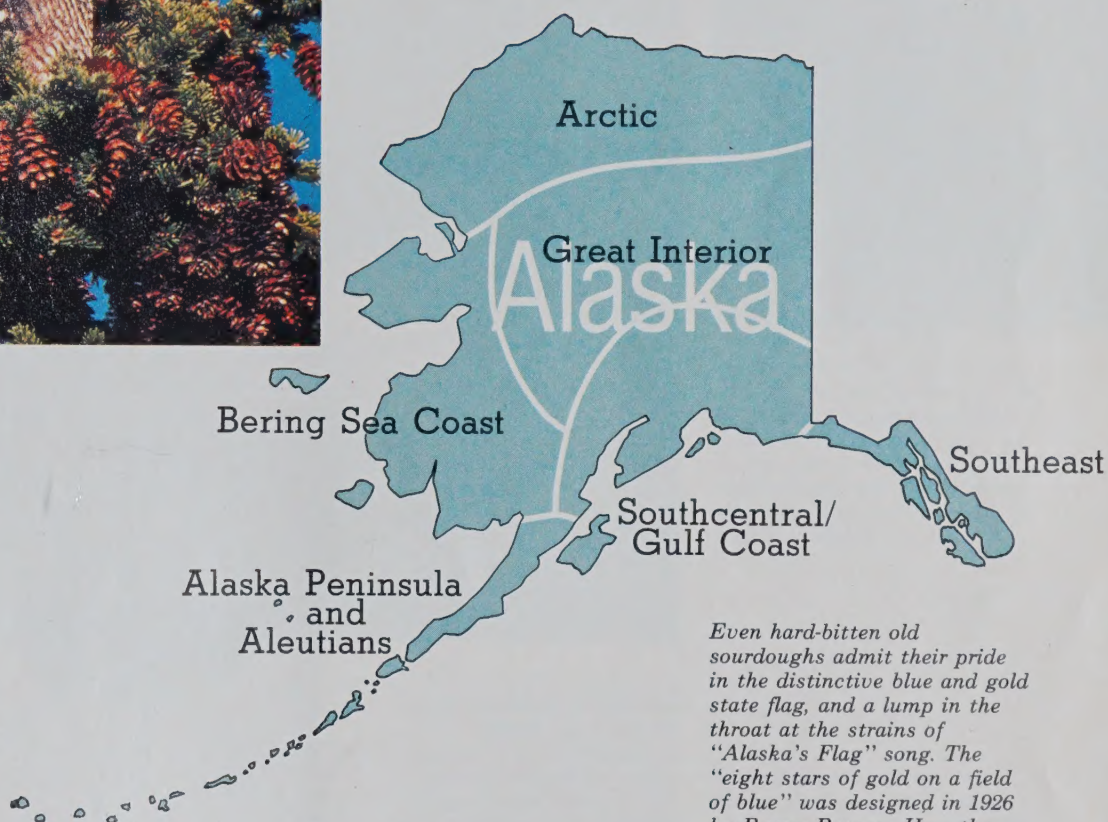 Arctic
Great Interior
Alaska
Bering Sea Coast
Southeast
Southcentral/
Gulf Coast
Alaska Peninsula
and
Aleutians
Even hard-bitten old
sourdoughs admit their pride
in the distinctive blue and gold
state flag, and a lump in the
throat at the strains of
"Alaska's Flag" song. The
"eight stars of gold on a field
of blue" was designed in 1926